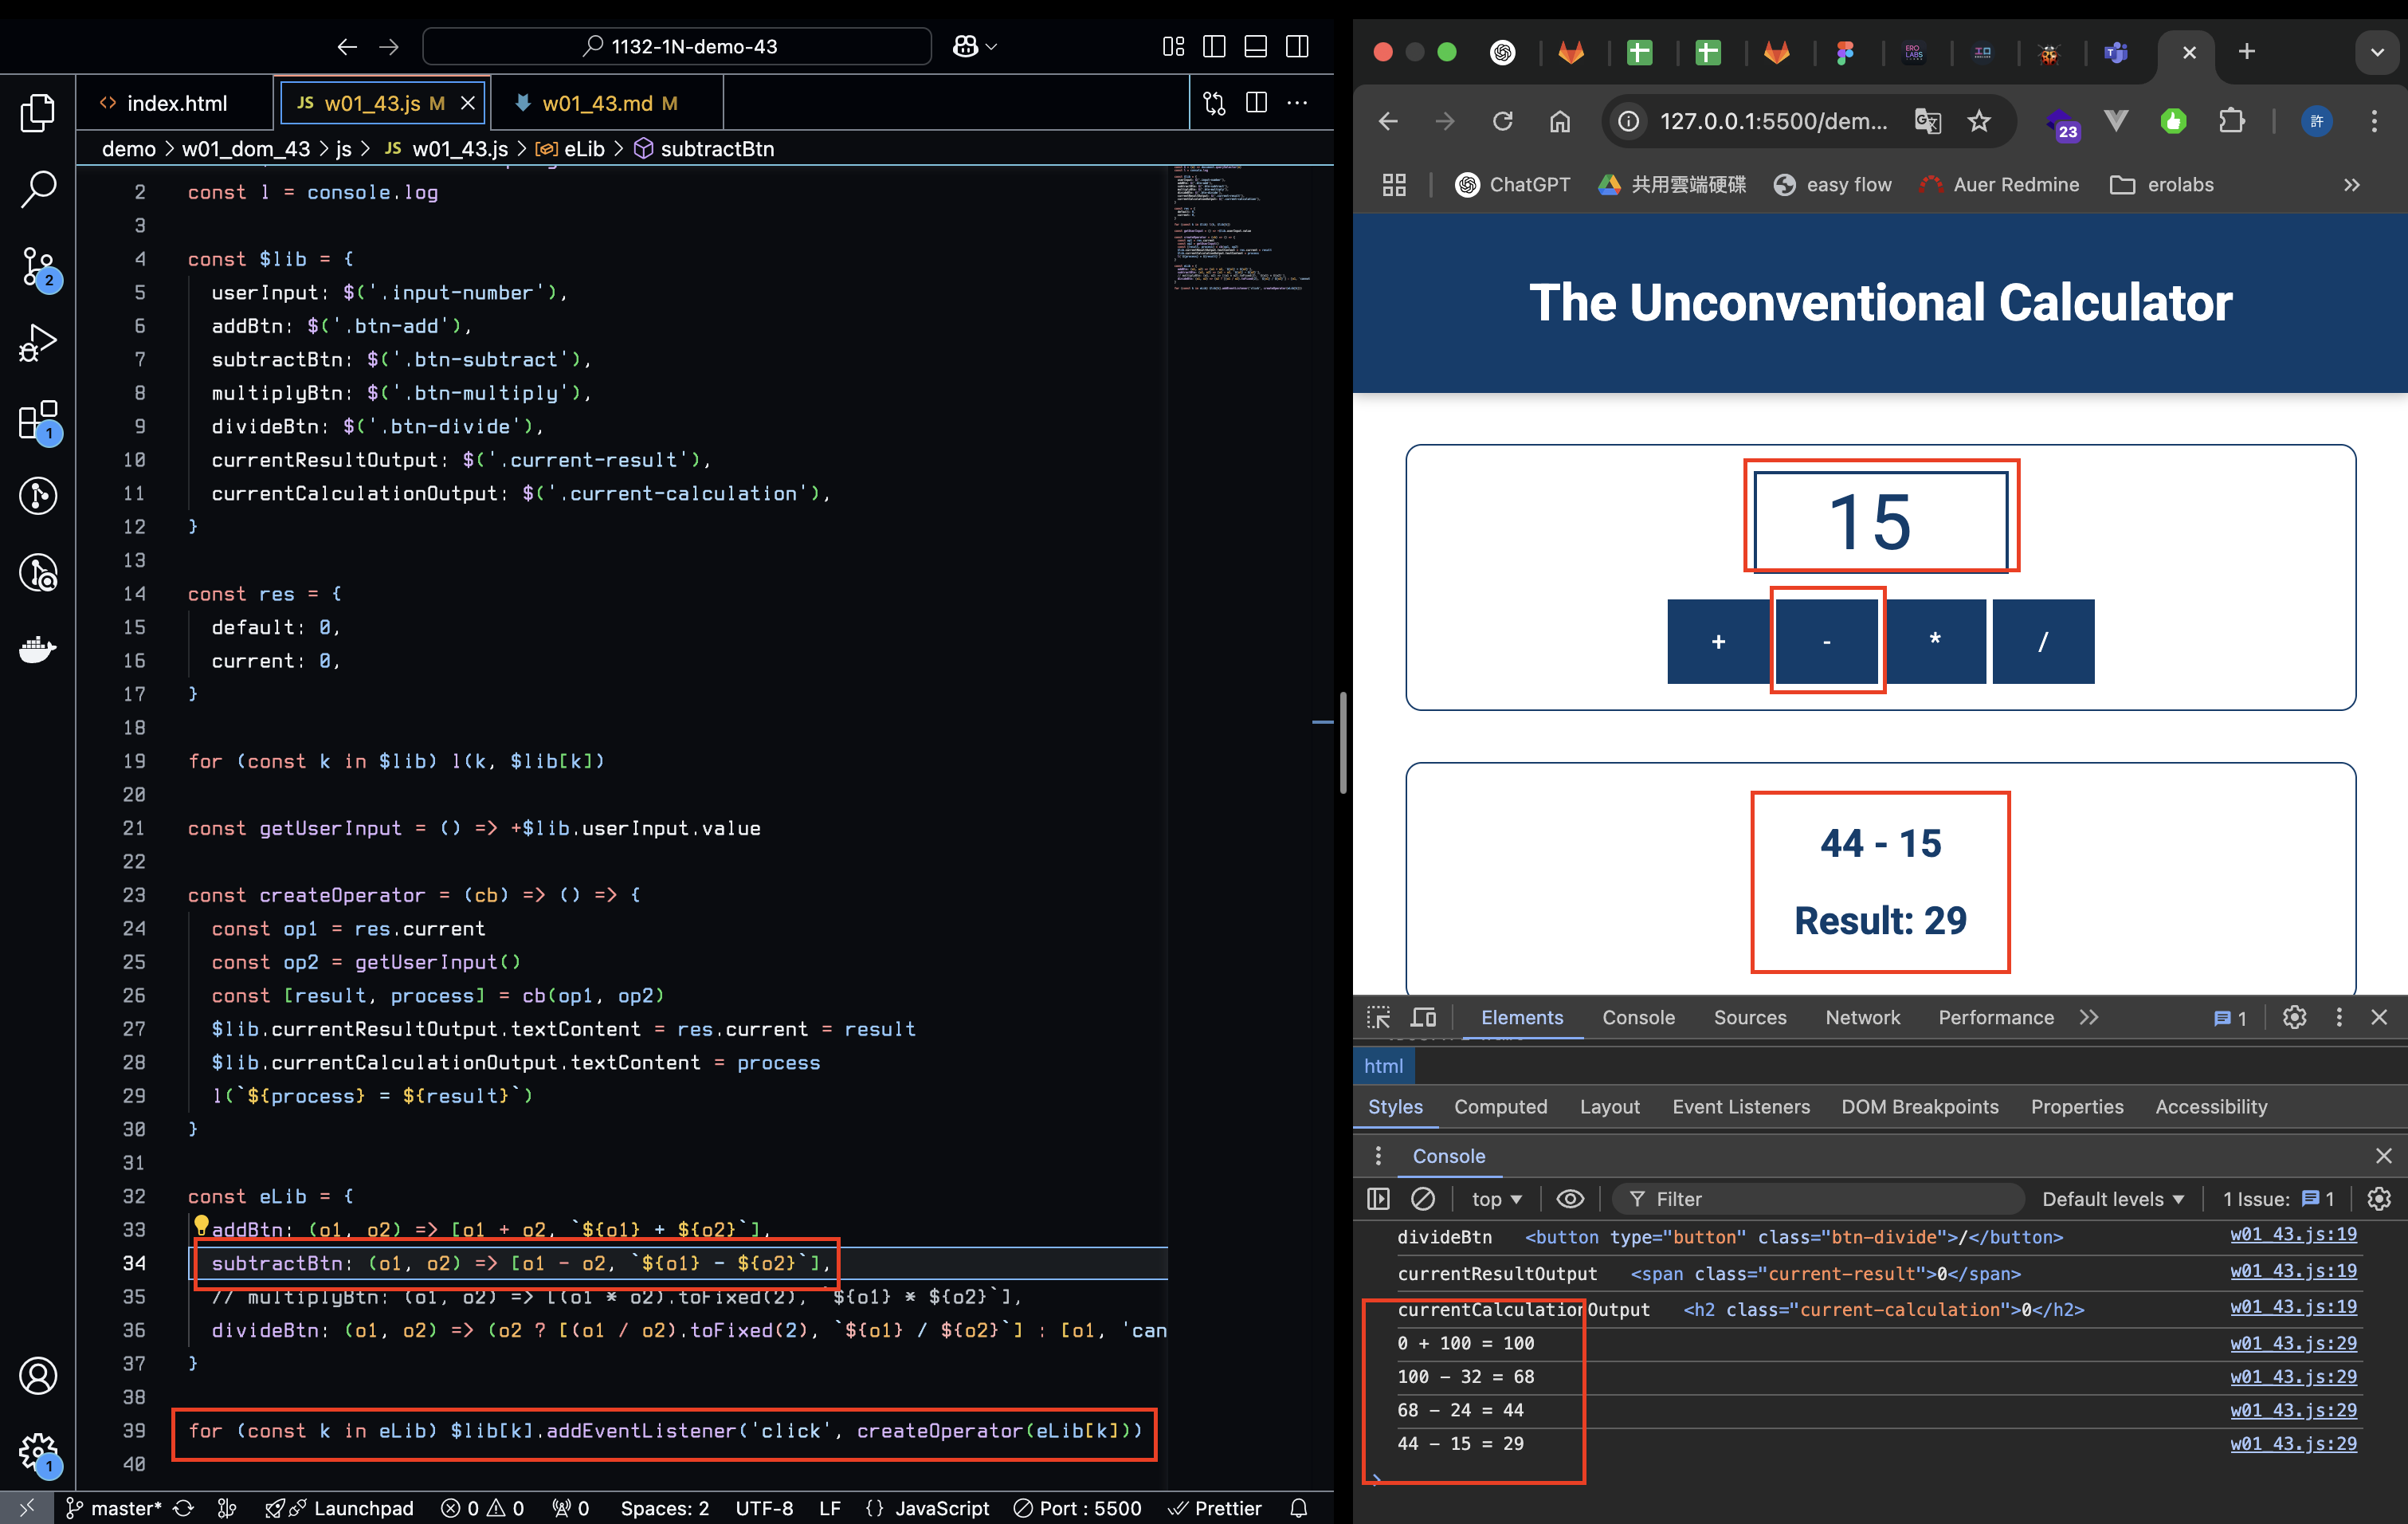 1132-1N-demo-43
index.html
JS w01_43.js M
w01_43.md M
demo > w01_dom_43 > js > JS w01_43.js > eLib > subtractBtn
2 const l = console.log
3
4 const $lib = {
5 userInput: $('.input-number'),
6 addBtn: $('.btn-add'),
7 subtractBtn: $('.btn-subtract'),
8 multiplyBtn: $('.btn-multiply'),
9 divideBtn: $('.btn-divide'),
10 currentResultOutput: $('.current-result'),
11 currentCalculationOutput: $('.current-calculation'),
12 }
13
14 const res = {
15 default: 0,
16 current: 0,
17 }
18
19 for (const k in $lib) l(k, $lib[k])
20
21 const getUserInput = () => +$lib.userInput.value
22
23 const createOperator = (cb) => () => {
24 const op1 = res.current
25 const op2 = getUserInput()
26 const [result, process] = cb(op1, op2)
27 $lib.currentResultOutput.textContent = res.current = result
28 $lib.currentCalculationOutput.textContent = process
29 l(`${process} = ${result}`)
30 }
31
32 const eLib = {
33 addBtn: (o1, o2) => [o1 + o2, `${o1} + ${o2}`],
34 subtractBtn: (o1, o2) => [o1 - o2, `${o1} - ${o2}`],
35 // multiplyBtn: (o1, o2) => [(o1 * o2).toFixed(2), `${o1} * ${o2}`],
36 divideBtn: (o1, o2) => (o2 ? [(o1 / o2).toFixed(2), `${o1} / ${o2}`] : [o1, 'can
37 }
38
39 for (const k in eLib) $lib[k].addEventListener('click', createOperator(eLib[k]))
40
2
1
1
master* Launchpad 0 0 0 Spaces: 2 UTF-8 LF {} JavaScript Port : 5500 Prettier
127.0.0.1:5500/dem...
23
許
ChatGPT 共用雲端硬碟 easy flow Auer Redmine erolabs
The Unconventional Calculator
15
+ - * /
44 - 15
Result: 29
Elements Console Sources Network Performance 1
html
Styles Computed Layout Event Listeners DOM Breakpoints Properties Accessibility
Console
top Filter Default levels 1 Issue: 1
divideBtn <button type="button" class="btn-divide">/</button> w01_43.js:19
currentResultOutput <span class="current-result">0</span> w01_43.js:19
currentCalculationOutput <h2 class="current-calculation">0</h2> w01_43.js:19
0 + 100 = 100 w01_43.js:29
100 - 32 = 68 w01_43.js:29
68 - 24 = 44 w01_43.js:29
44 - 15 = 29 w01_43.js:29